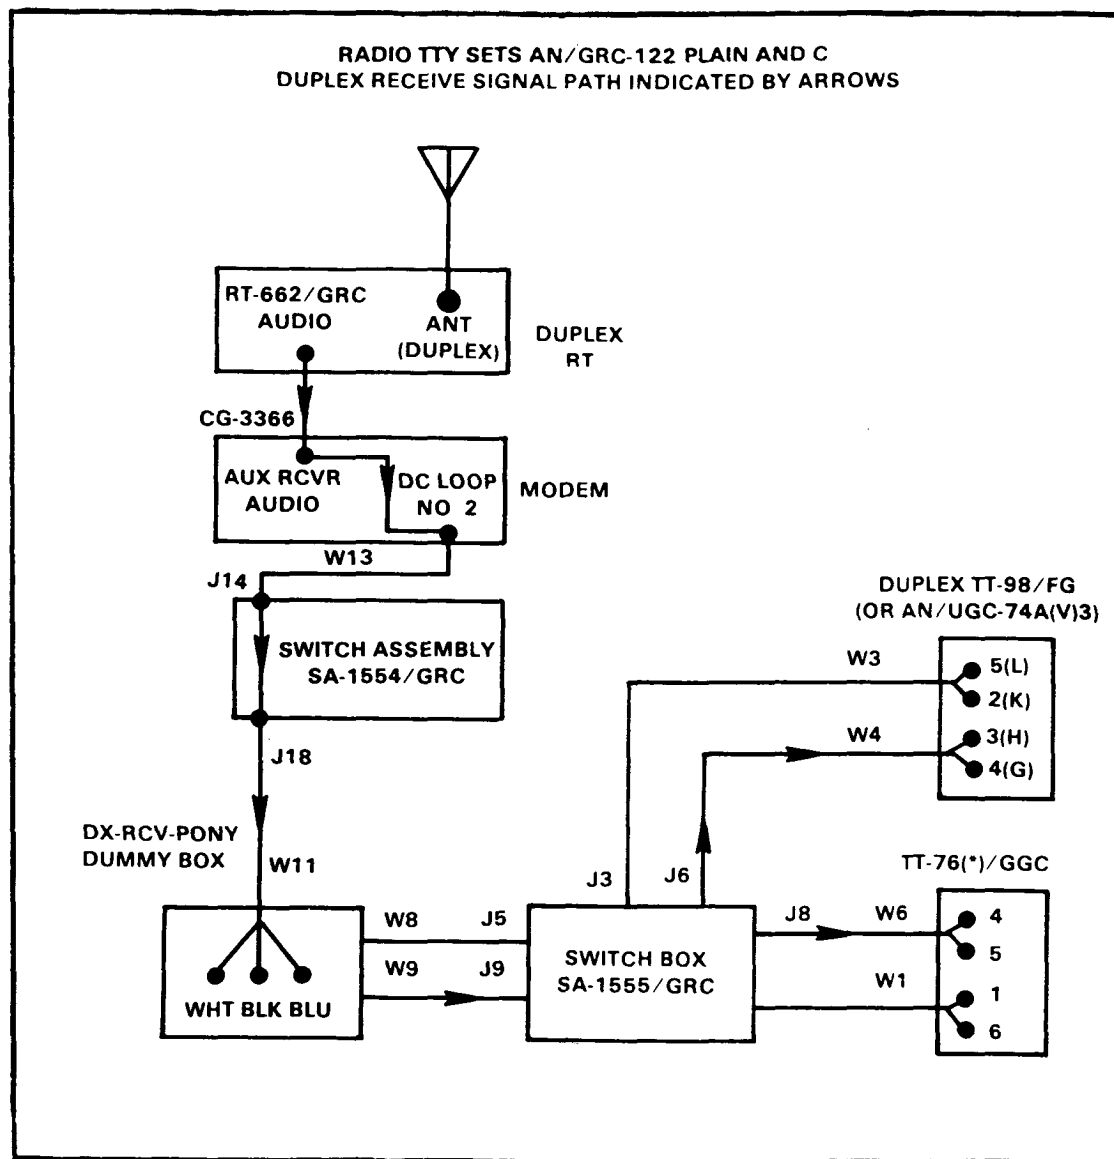 RADIO TTY SETS AN/GRC-122 PLAIN AND C
DUPLEX RECEIVE SIGNAL PATH INDICATED BY ARROWS
RT-662/GRC
AUDIO
ANT
(DUPLEX)
DUPLEX
RT
CG-3366
AUX RCVR
AUDIO
DC LOOP
NO 2
MODEM
W13
J14
SWITCH ASSEMBLY
SA-1554/GRC
J18
DX-RCV-PONY
DUMMY BOX
W11
WHT BLK BLU
W8
J5
W9
J9
J3
J6
SWITCH BOX
SA-1555/GRC
DUPLEX TT-98/FG
(OR AN/UGC-74A(V)3)
W3
5(L)
2(K)
W4
3(H)
4(G)
TT-76(*)/GGC
J8
W6
4
5
W1
1
6